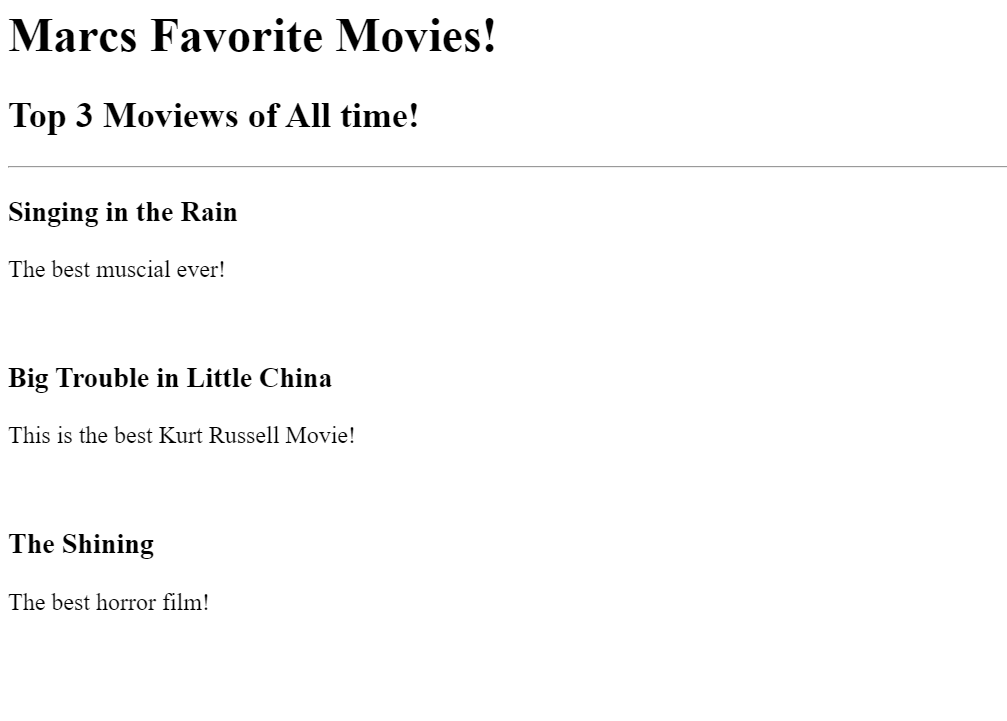 Marcs Favorite Movies!
Top 3 Moviews of All time!
Singing in the Rain
The best muscial ever!
Big Trouble in Little China
This is the best Kurt Russell Movie!
The Shining
The best horror film!